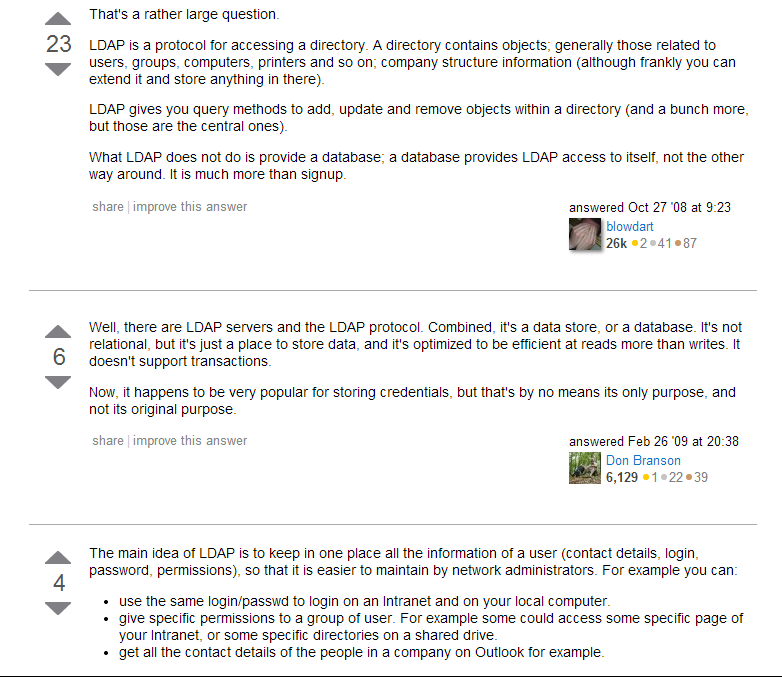 That's a rather large question.
23
LDAP is a protocol for accessing a directory. A directory contains objects; generally those related to
users, groups, computers, printers and so on; company structure information (although frankly you can
extend it and store anything in there).
LDAP gives you query methods to add, update and remove objects within a directory (and a bunch more,
but those are the central ones).
What LDAP does not do is provide a database; a database provides LDAP access to itself, not the other
way around. It is much more than signup.
share | improve this answer
answered Oct 27 '08 at 9:23
blowdart
26k ●2 ●41 ●87
Well, there are LDAP servers and the LDAP protocol. Combined, it's a data store, or a database. It's not
6
relational, but it's just a place to store data, and it's optimized to be efficient at reads more than writes. It
doesn't support transactions.
Now, it happens to be very popular for storing credentials, but that's by no means its only purpose, and
not its original purpose.
share | improve this answer
answered Feb 26 '09 at 20:38
Don Branson
6,129 ●1 ●22 ●39
The main idea of LDAP is to keep in one place all the information of a user (contact details, login,
4
password, permissions), so that it is easier to maintain by network administrators. For example you can:
• use the same login/passwd to login on an Intranet and on your local computer.
• give specific permissions to a group of user. For example some could access some specific page of
your Intranet, or some specific directories on a shared drive.
• get all the contact details of the people in a company on Outlook for example.